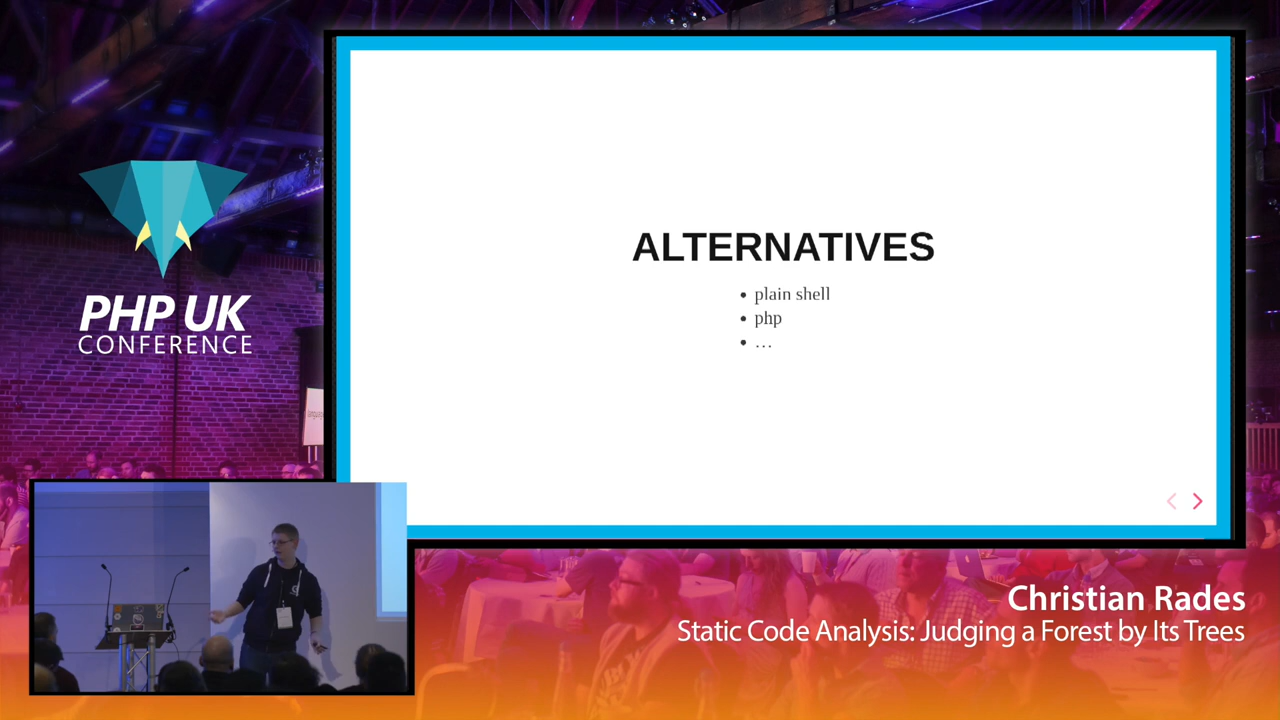 ALTERNATIVES
• plain shell
• php
• …
PHP UK
CONFERENCE
Christian Rades
Static Code Analysis: Judging a Forest by Its Trees